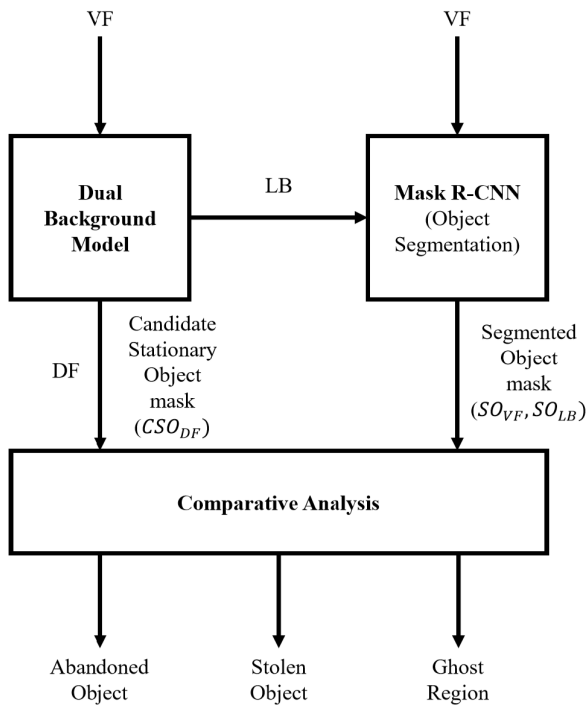 VF
VF
Dual
Background
Model
LB
Mask R-CNN
(Object
Segmentation)
DF
Candidate
Stationary
Object
mask
(CSO_DF)
Segmented
Object
mask
(SO_VF, SO_LB)
Comparative Analysis
Abandoned
Object
Stolen
Object
Ghost
Region